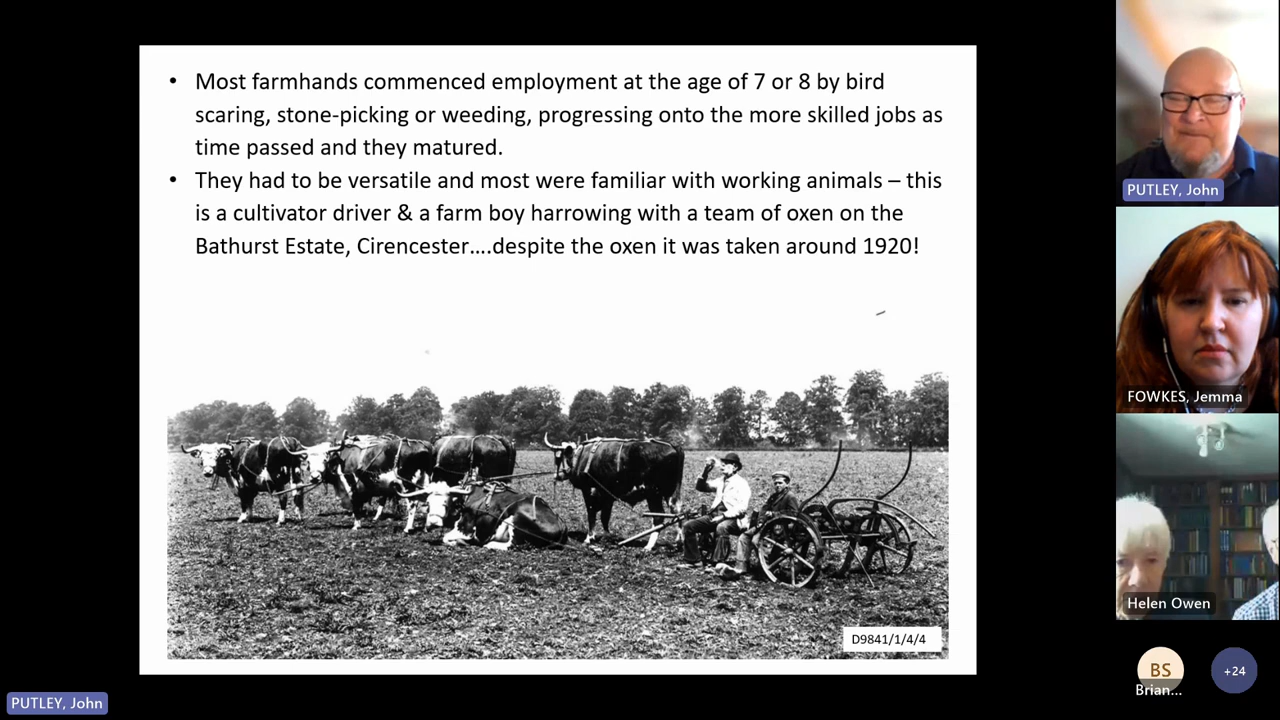 • Most farmhands commenced employment at the age of 7 or 8 by bird
scaring, stone-picking or weeding, progressing onto the more skilled jobs as
time passed and they matured.
• They had to be versatile and most were familiar with working animals – this
is a cultivator driver & a farm boy harrowing with a team of oxen on the
Bathurst Estate, Cirencester….despite the oxen it was taken around 1920!
D9841/1/4/4
PUTLEY, John
FOWKES, Jemma
Helen Owen
BS
Brian...
+24
PUTLEY, John